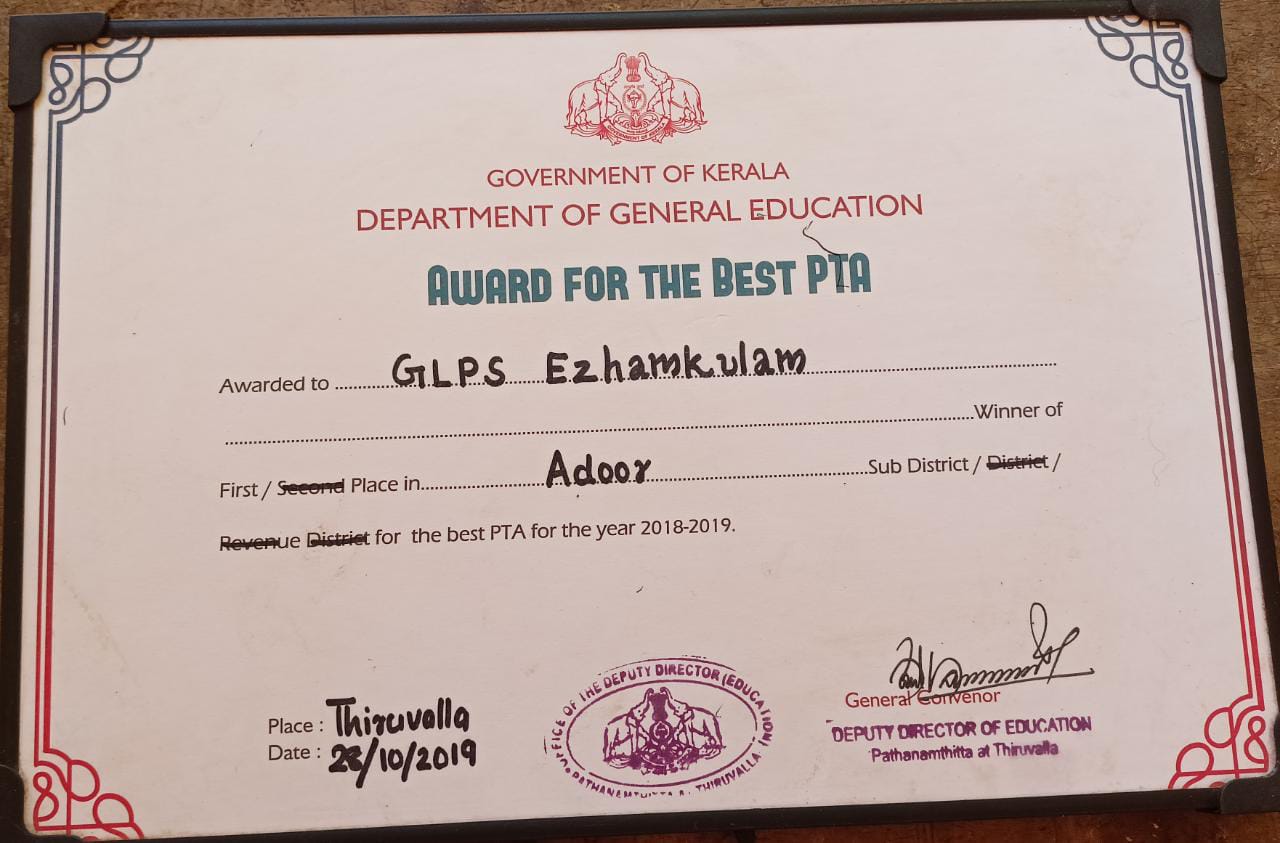 GOVERNMENT OF KERALA
DEPARTMENT OF GENERAL EDUCATION
AWARD FOR THE BEST PTA
Awarded to GLPS Ezhamkulam
Winner of
First / Second Place in Adoor Sub District / District /
Revenue District for the best PTA for the year 2018-2019.
Place : Thiruvalla
Date : /10/2019
OFFICE OF THE DEPUTY DIRECTOR (EDUCATION)
PATHANAMTHITTA THIRUVALLA
General Convenor
DEPUTY DIRECTOR OF EDUCATION
Pathanamthitta at Thiruvalla